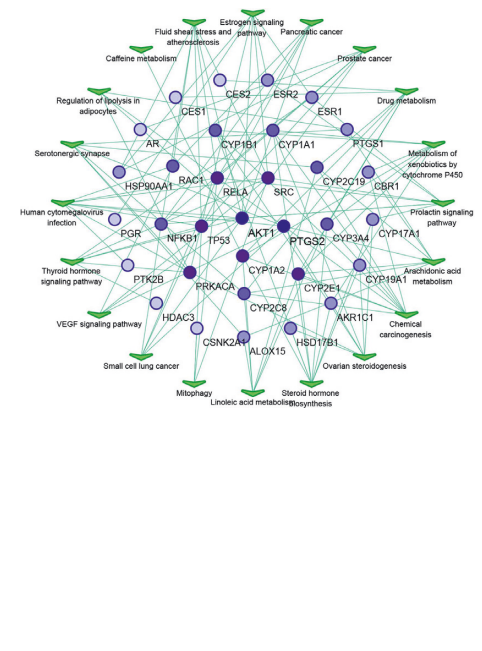 Estrogen signaling
pathway
Fluid shear stress and
atherosclerosis
Pancreatic cancer
Caffeine metabolism
Prostate cancer
Regulation of lipolysis in
adipocytes
Drug metabolism
CES2
ESR2
CES1
ESR1
AR
CYP1B1
CYP1A1
PTGS1
Serotonergic synapse
Metabolism of
xenobiotics by
cytochrome P450
HSP90AA1
RAC1
RELA
SRC
CYP2C19
CBR1
Human cytomegalovirus
infection
Prolactin signaling
pathway
PGR
NFKB1
TP53
AKT1
PTGS2
CYP3A4
CYP17A1
Thyroid hormone
signaling pathway
Arachidonic acid
metabolism
PTK2B
PRKACA
CYP1A2
CYP2E1
CYP19A1
HDAC3
CYP2C8
AKR1C1
VEGF signaling pathway
Chemical
carcinogenesis
CSNK2A1
ALOX15
HSD17B1
Small cell lung cancer
Ovarian steroidogenesis
Mitophagy
Linoleic acid metabolism
Steroid hormone
biosynthesis